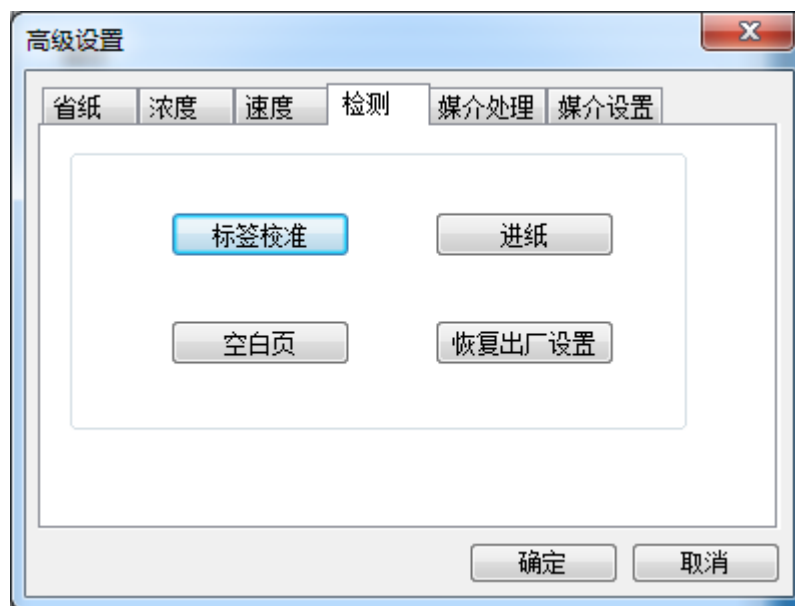 高级设置
省纸 浓度 速度 检测 媒介处理 媒介设置
标签校准 进纸
空白页 恢复出厂设置
确定 取消